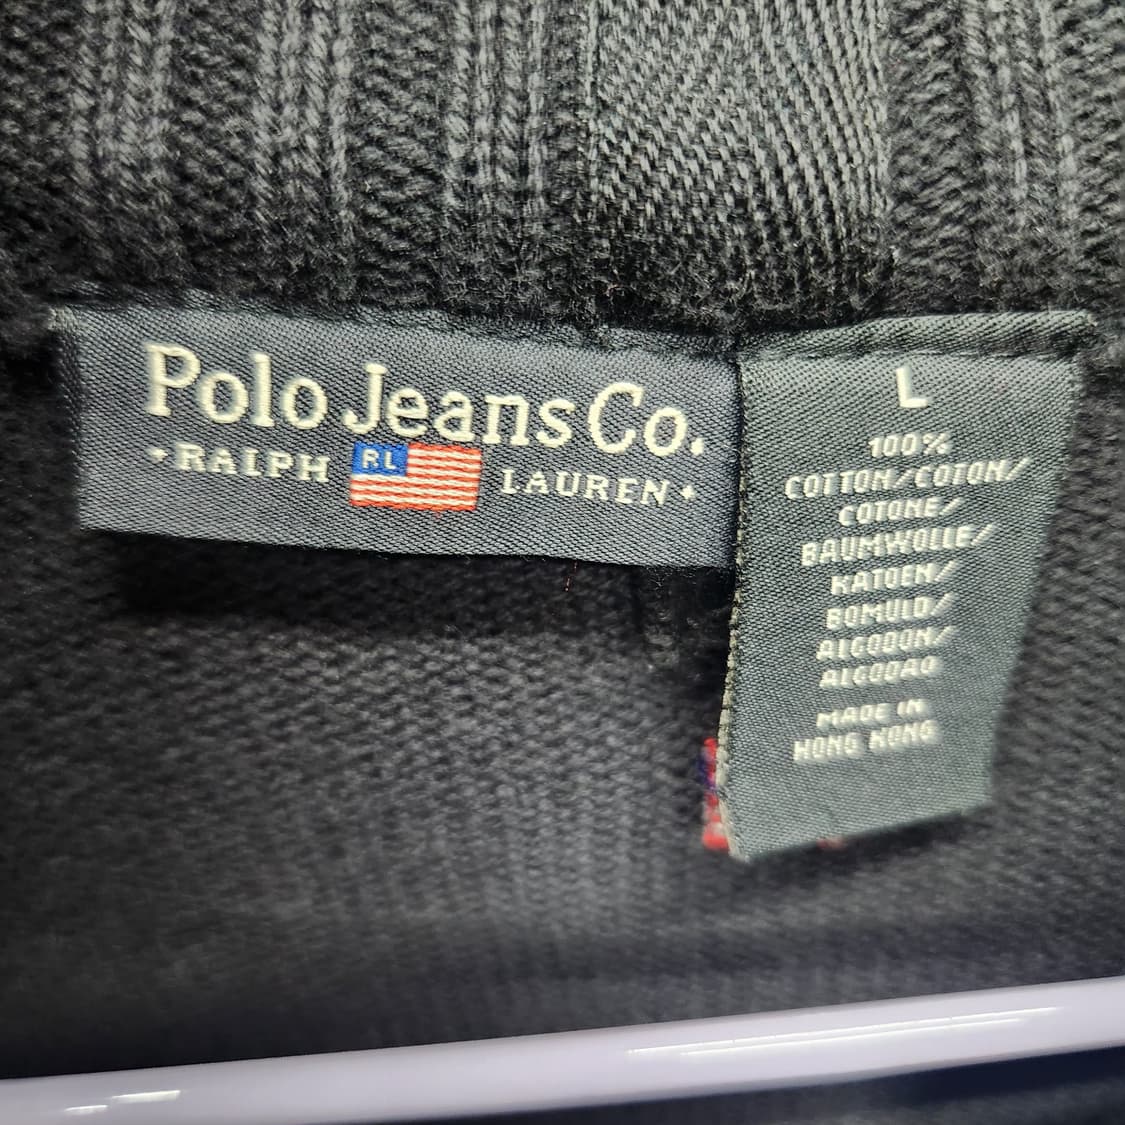 Polo Jeans Co.
RALPH RL LAUREN
L
100%
COTTON/COTON/
COTONE/
BAUMWOLLE/
KATOEN/
BOMULD/
ALGODON/
ALGODAO
MADE IN
HONG KONG